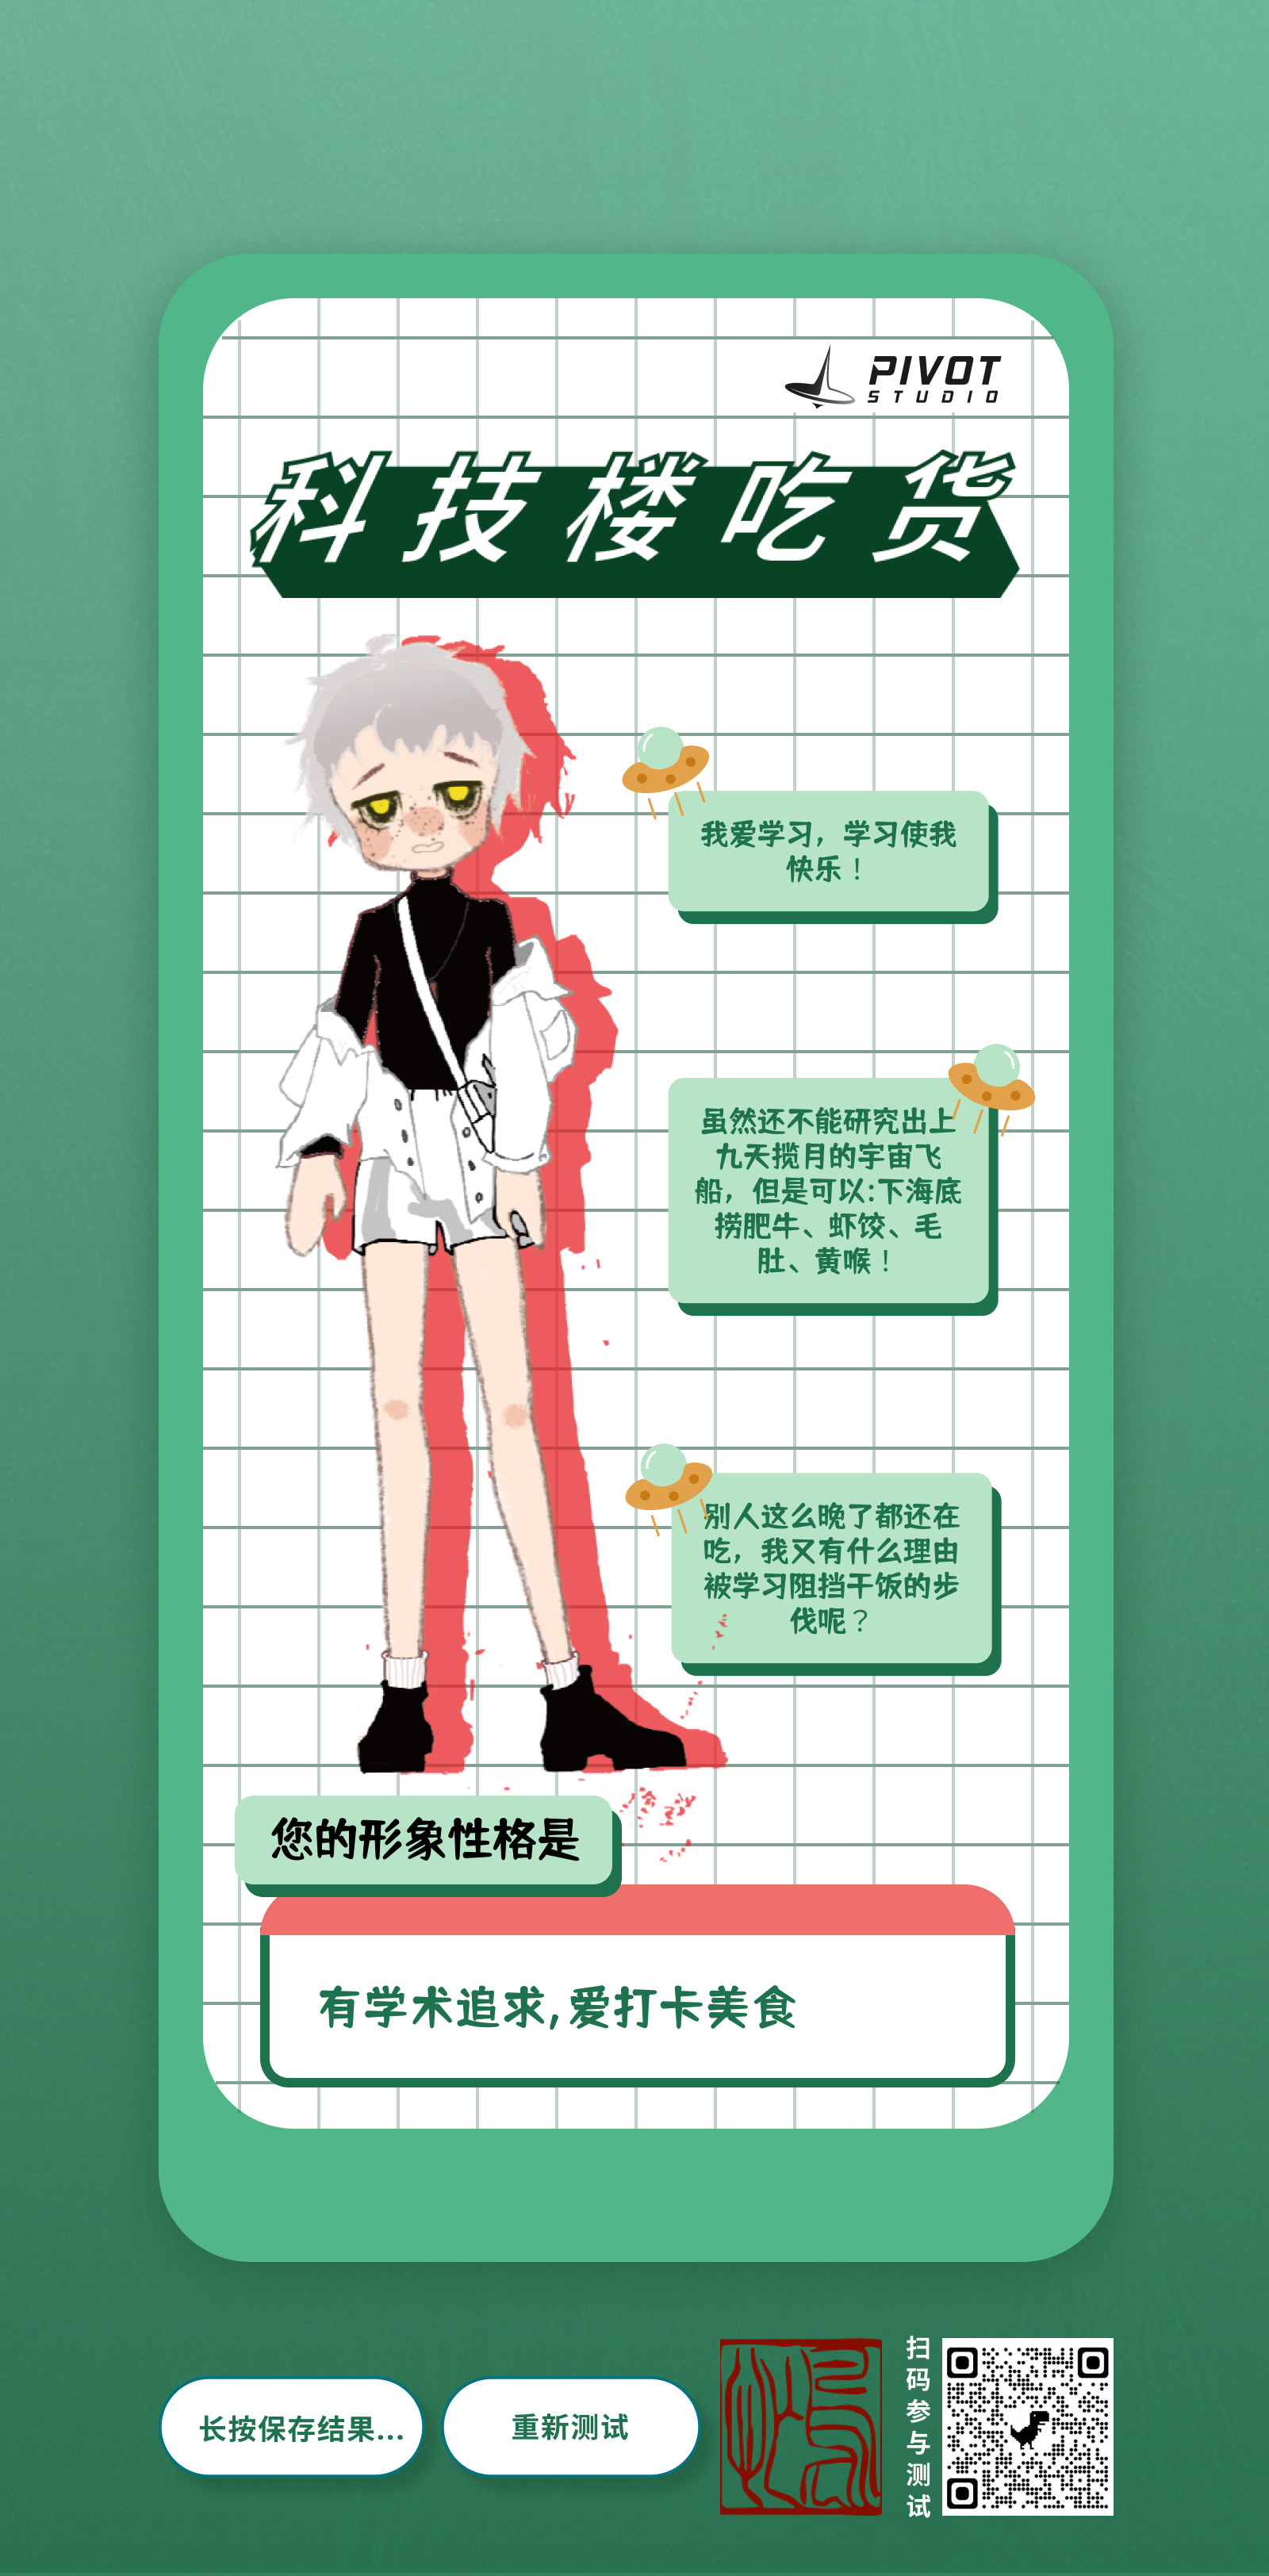 PIVOT
STUDIO
科技楼吃货
我爱学习，学习使我
快乐！
虽然还不能研究出上
九天揽月的宇宙飞
船，但是可以:下海底
捞肥牛、虾饺、毛
肚、黄喉！
别人这么晚了都还在
吃，我又有什么理由
被学习阻挡干饭的步
伐呢？
您的形象性格是
有学术追求,爱打卡美食
长按保存结果...
重新测试
扫码参与测试